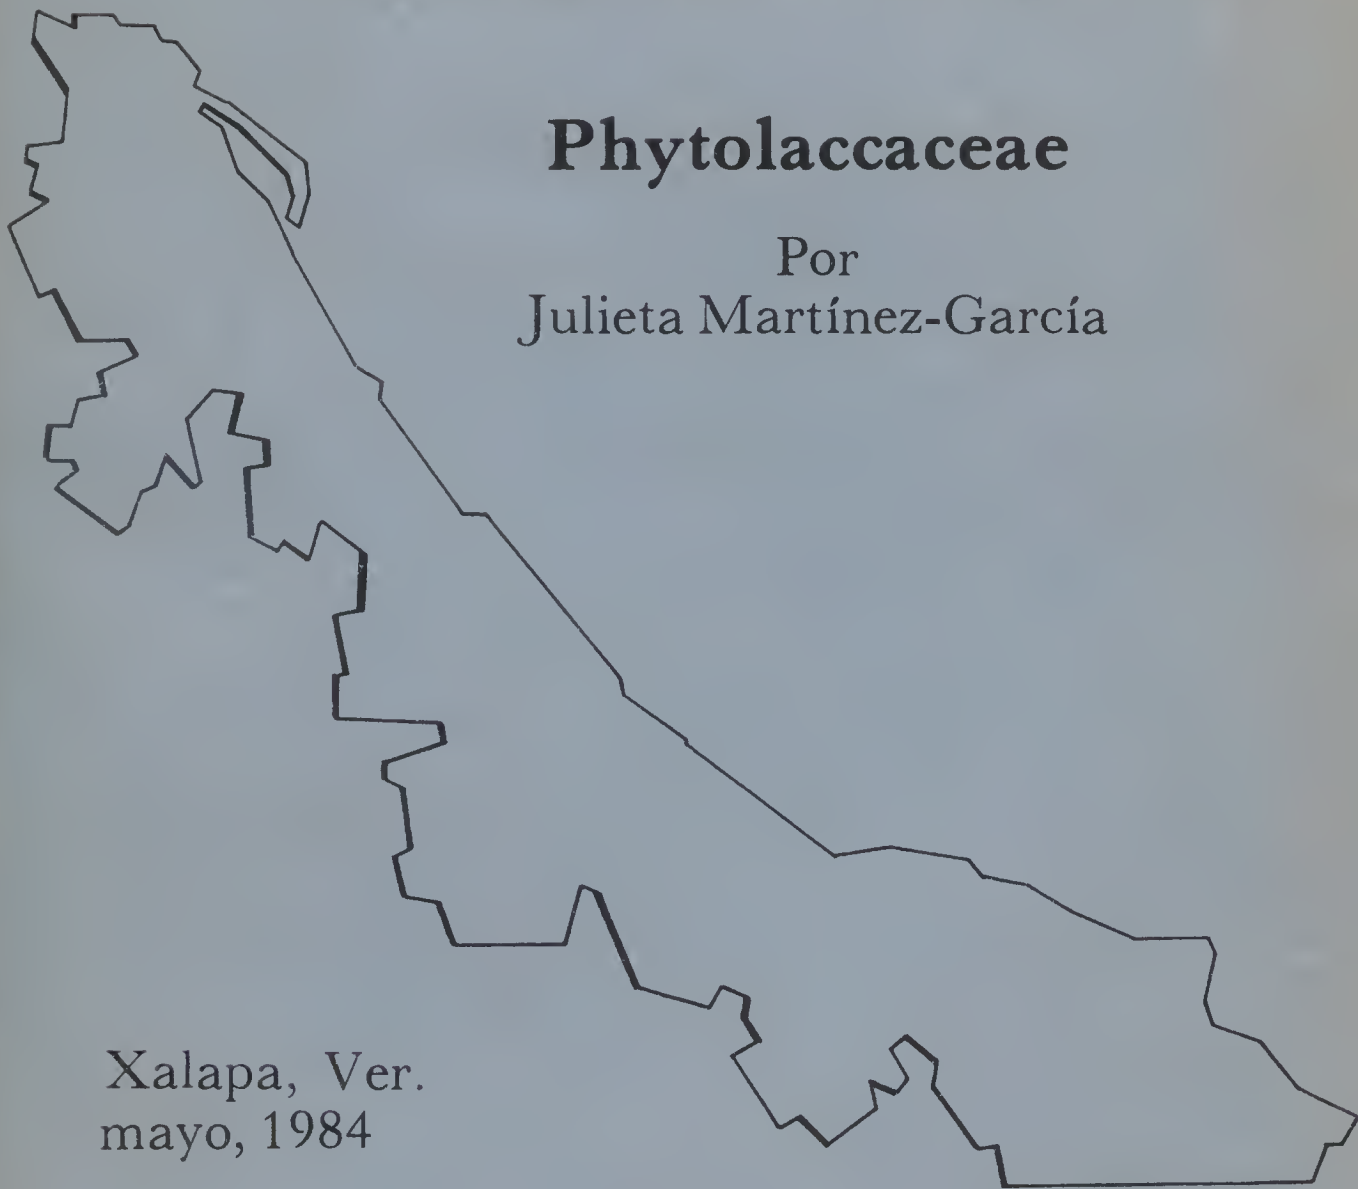 Phytolaccaceae
Por
Julieta Martínez-García
Xalapa, Ver.
mayo, 1984